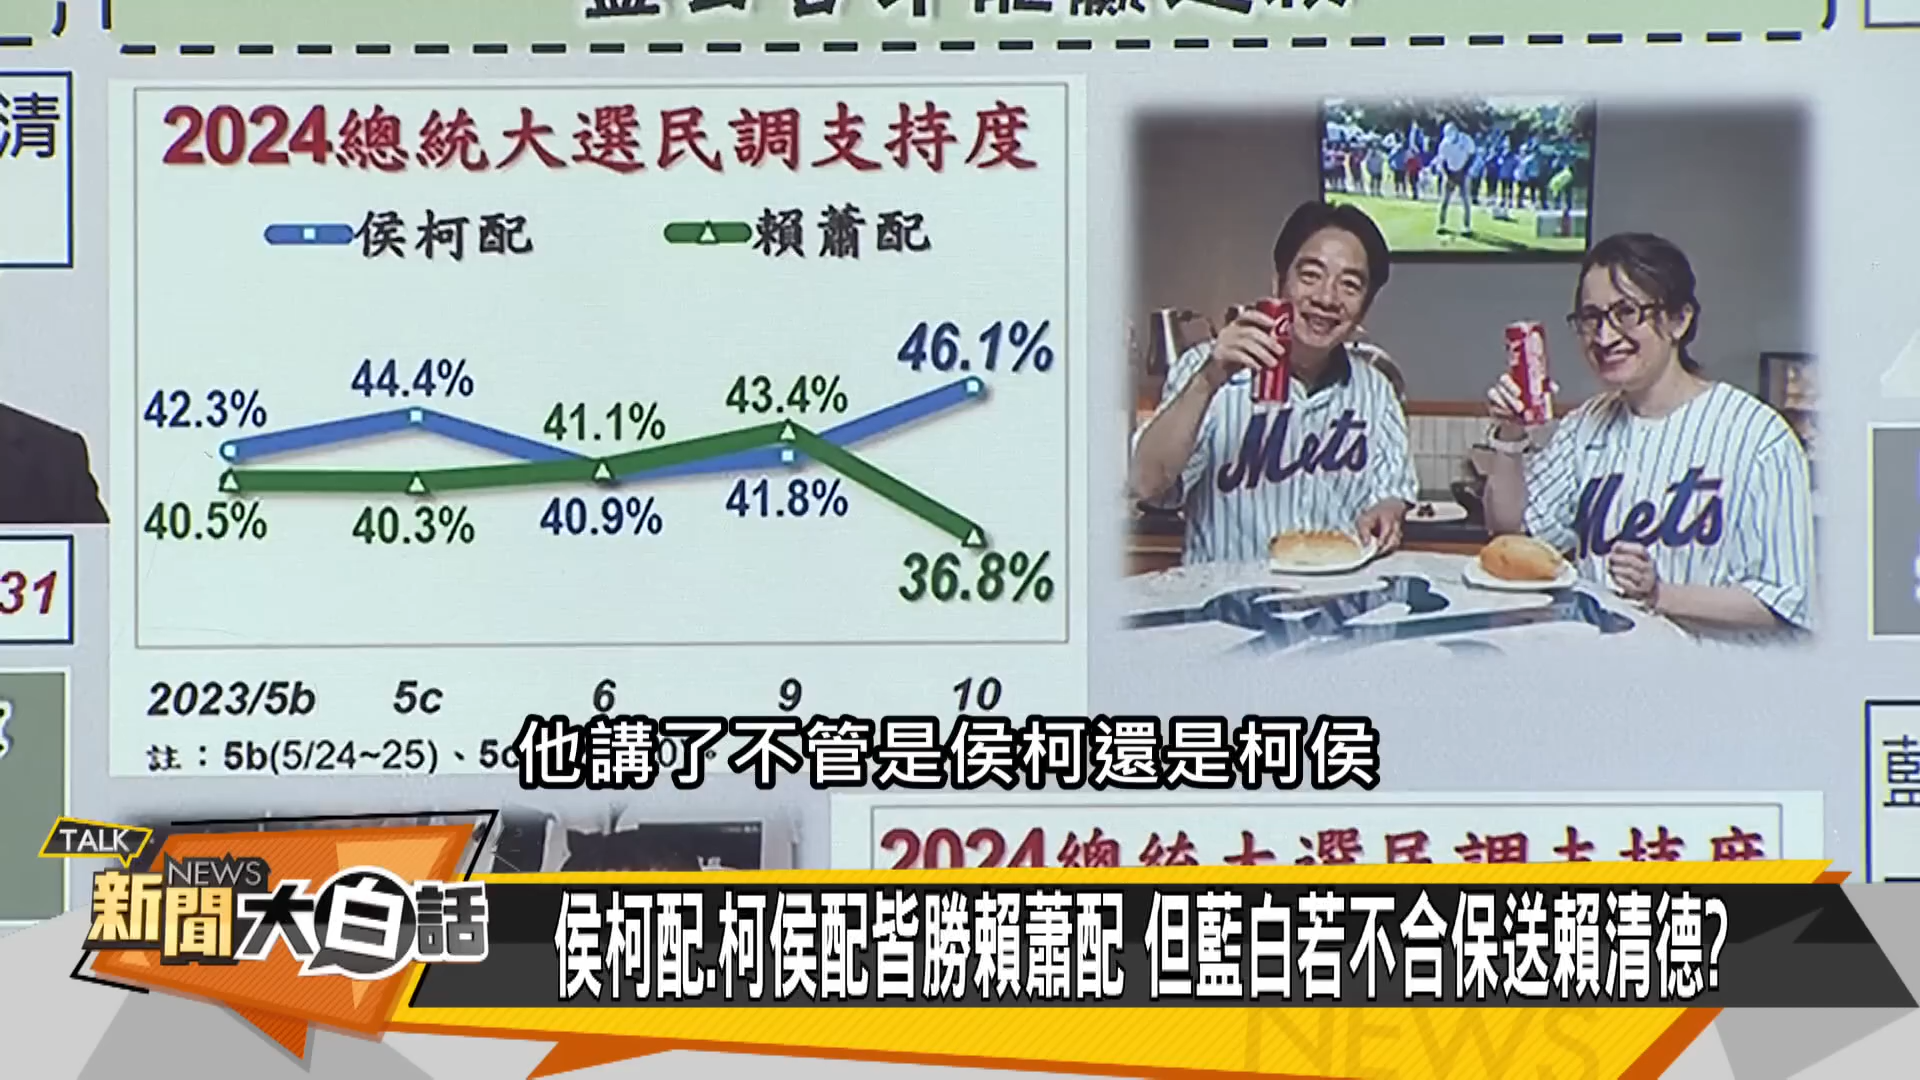 清
2024總統大選民調支持度
侯柯配 賴蕭配
42.3% 44.4% 41.1% 43.4% 46.1%
40.5% 40.3% 40.9% 41.8% 36.8%
2023/5b 5c 6 9 10
註：5b(5/24~25)、5c
31
Mets
Mets
藍
他講了不管是侯柯還是柯侯
2024總統大選民調支持度
TALK
NEWS
新聞大白話
侯柯配.柯侯配皆勝賴蕭配 但藍白若不合保送賴清德?
NEWS